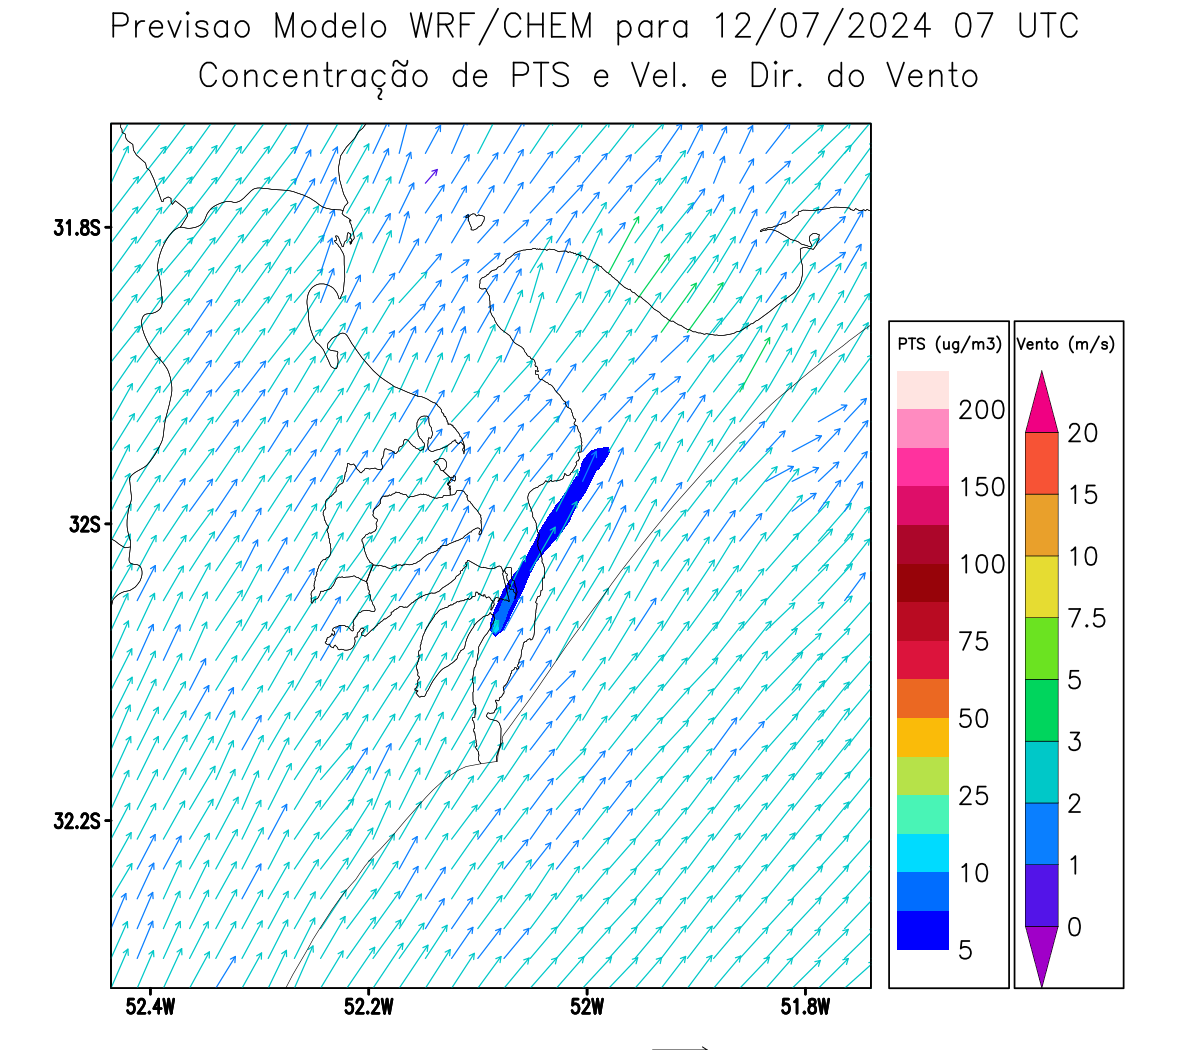 Previsao Modelo WRF/CHEM para 12/07/2024 07 UTC
Concentração de PTS e Vel. e Dir. do Vento
31.8S
32S
32.2S
52.4W
52.2W
52W
51.8W
PTS (ug/m3)
200
150
100
75
50
25
10
5
Vento (m/s)
20
15
10
7.5
5
3
2
1
0